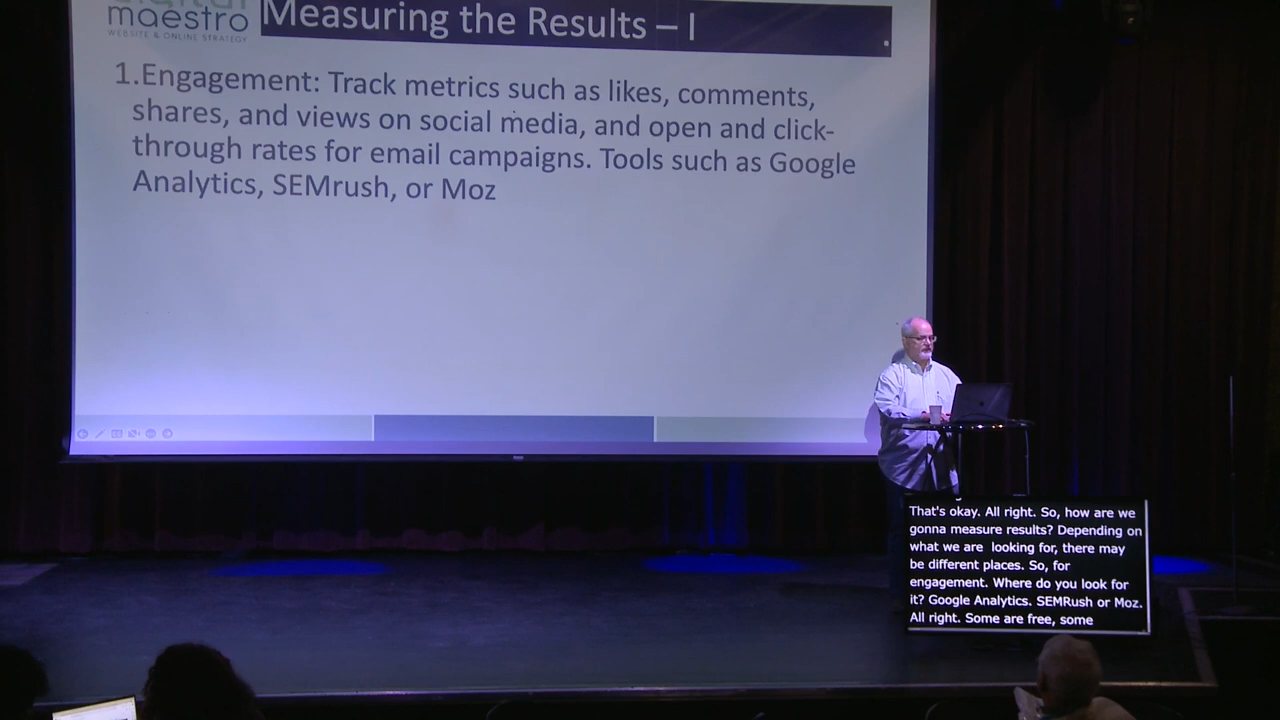 digital
maestro
WEBSITE & ONLINE STRATEGY
Measuring the Results – I
1.Engagement: Track metrics such as likes, comments,
shares, and views on social media, and open and click-
through rates for email campaigns. Tools such as Google
Analytics, SEMrush, or Moz
That's okay. All right. So, how are we
gonna measure results? Depending on
what we are looking for, there may
be different places. So, for
engagement. Where do you look for
it? Google Analytics. SEMRush or Moz.
All right. Some are free, some